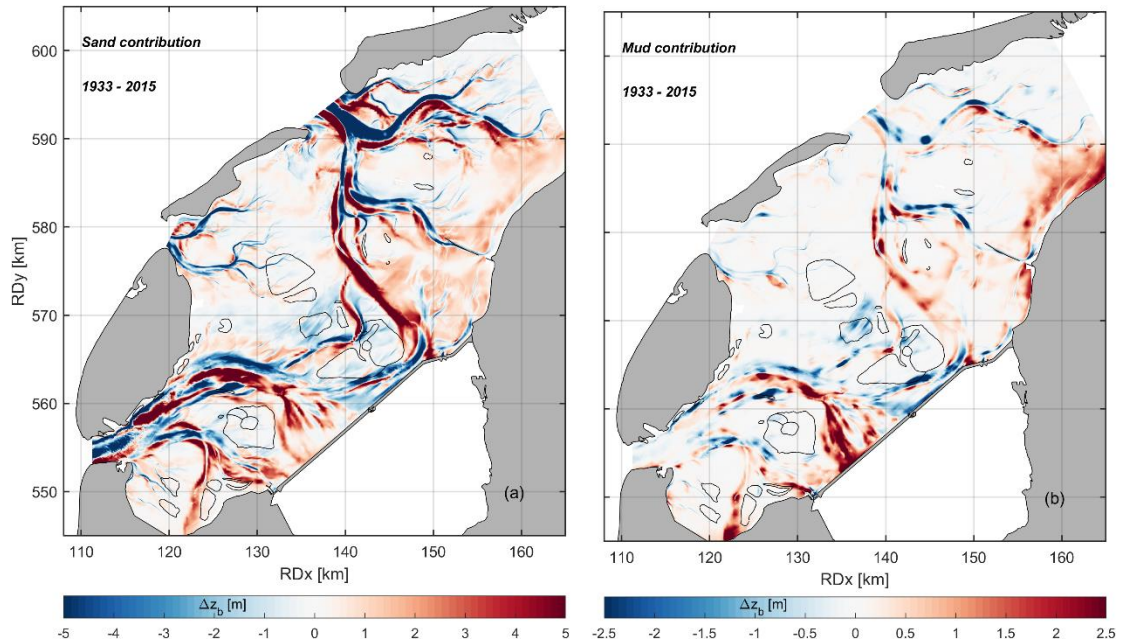 Sand contribution
1933 - 2015
600
590
580
570
560
550
RDy [km]
110 120 130 140 150 160
RDx [km]
(a)
Δz_b [m]
-5 -4 -3 -2 -1 0 1 2 3 4 5
Mud contribution
1933 - 2015
(b)
110 120 130 140 150 160
RDx [km]
Δz_b [m]
-2.5 -2 -1.5 -1 -0.5 0 0.5 1 1.5 2 2.5